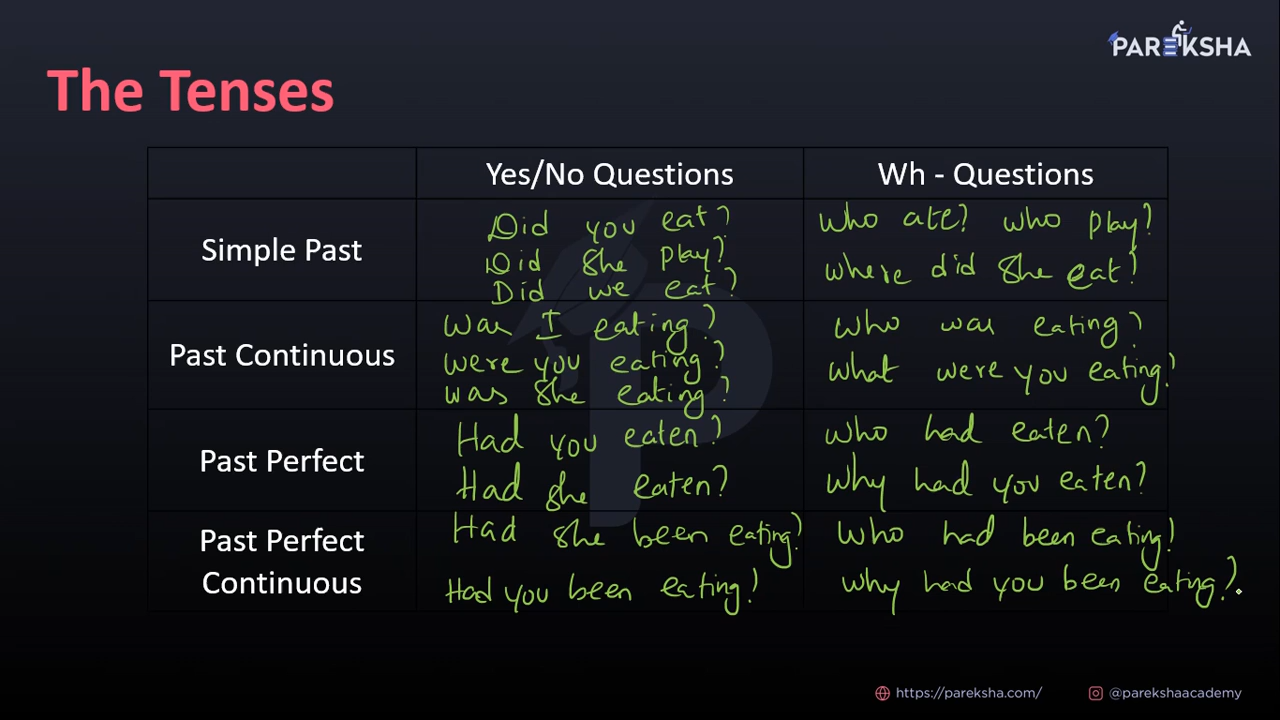 PAREKSHA
The Tenses
Yes/No Questions
Wh - Questions
Simple Past
Did you eat?
Did she play?
Did we eat?
Who ate? who play?
where did she eat?
Past Continuous
Was I eating?
were you eating?
was she eating?
Who was eating?
what were you eating?
Past Perfect
Had you eaten?
Had she eaten?
Who had eaten?
Why had you eaten?
Past Perfect
Continuous
Had she been eating?
Had you been eating?
Who had been eating?
why had you been eating?
https://pareksha.com/
@parekshaacademy